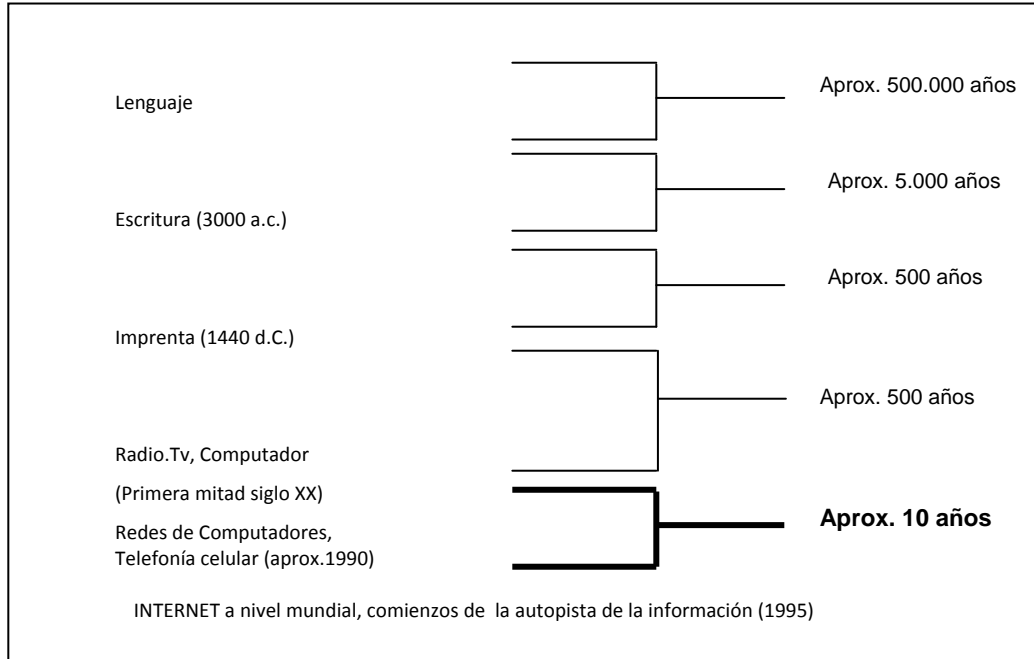 Aprox. 500.000 años
Lenguaje
Aprox. 5.000 años
Escritura (3000 a.c.)
Aprox. 500 años
Imprenta (1440 d.C.)
Aprox. 500 años
Radio.Tv, Computador
(Primera mitad siglo XX)
Aprox. 10 años
Redes de Computadores,
Telefonía celular (aprox.1990)
INTERNET a nivel mundial, comienzos de  la autopista de la información (1995)